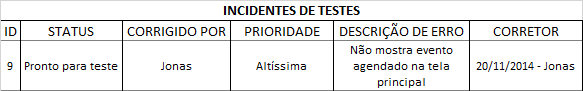 INCIDENTES DE TESTES
ID STATUS CORRIGIDO POR PRIORIDADE DESCRIÇÃO DE ERRO CORRETOR
9 Pronto para teste Jonas Altíssima Não mostra evento agendado na tela principal 20/11/2014 - Jonas